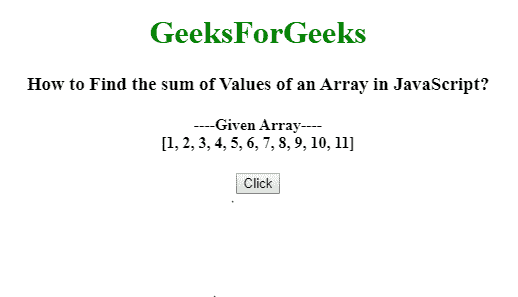 GeeksForGeeks
How to Find the sum of Values of an Array in JavaScript?
----Given Array----
[1, 2, 3, 4, 5, 6, 7, 8, 9, 10, 11]
Click